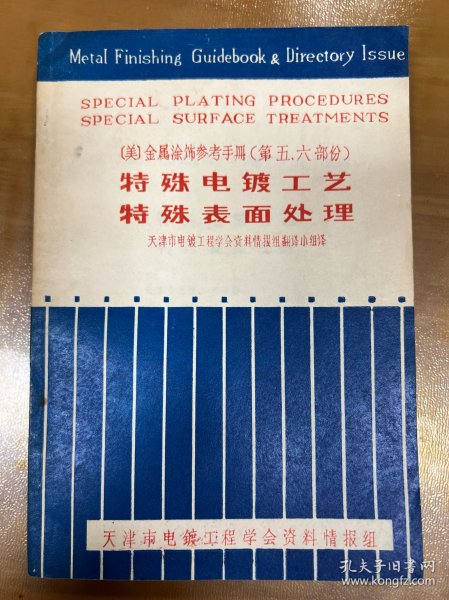 Metal Finishing Guidebook & Directory Issue
SPECIAL PLATING PROCEDURES
SPECIAL SURFACE TREATMENTS
(美)金属涂饰参考手册(第五.六部份)
特殊电镀工艺
特殊表面处理
天津市电镀工程学会资料情报组翻译小组译
天津市电镀工程学会资料情报组
孔夫子旧书网
www.kongfz.com